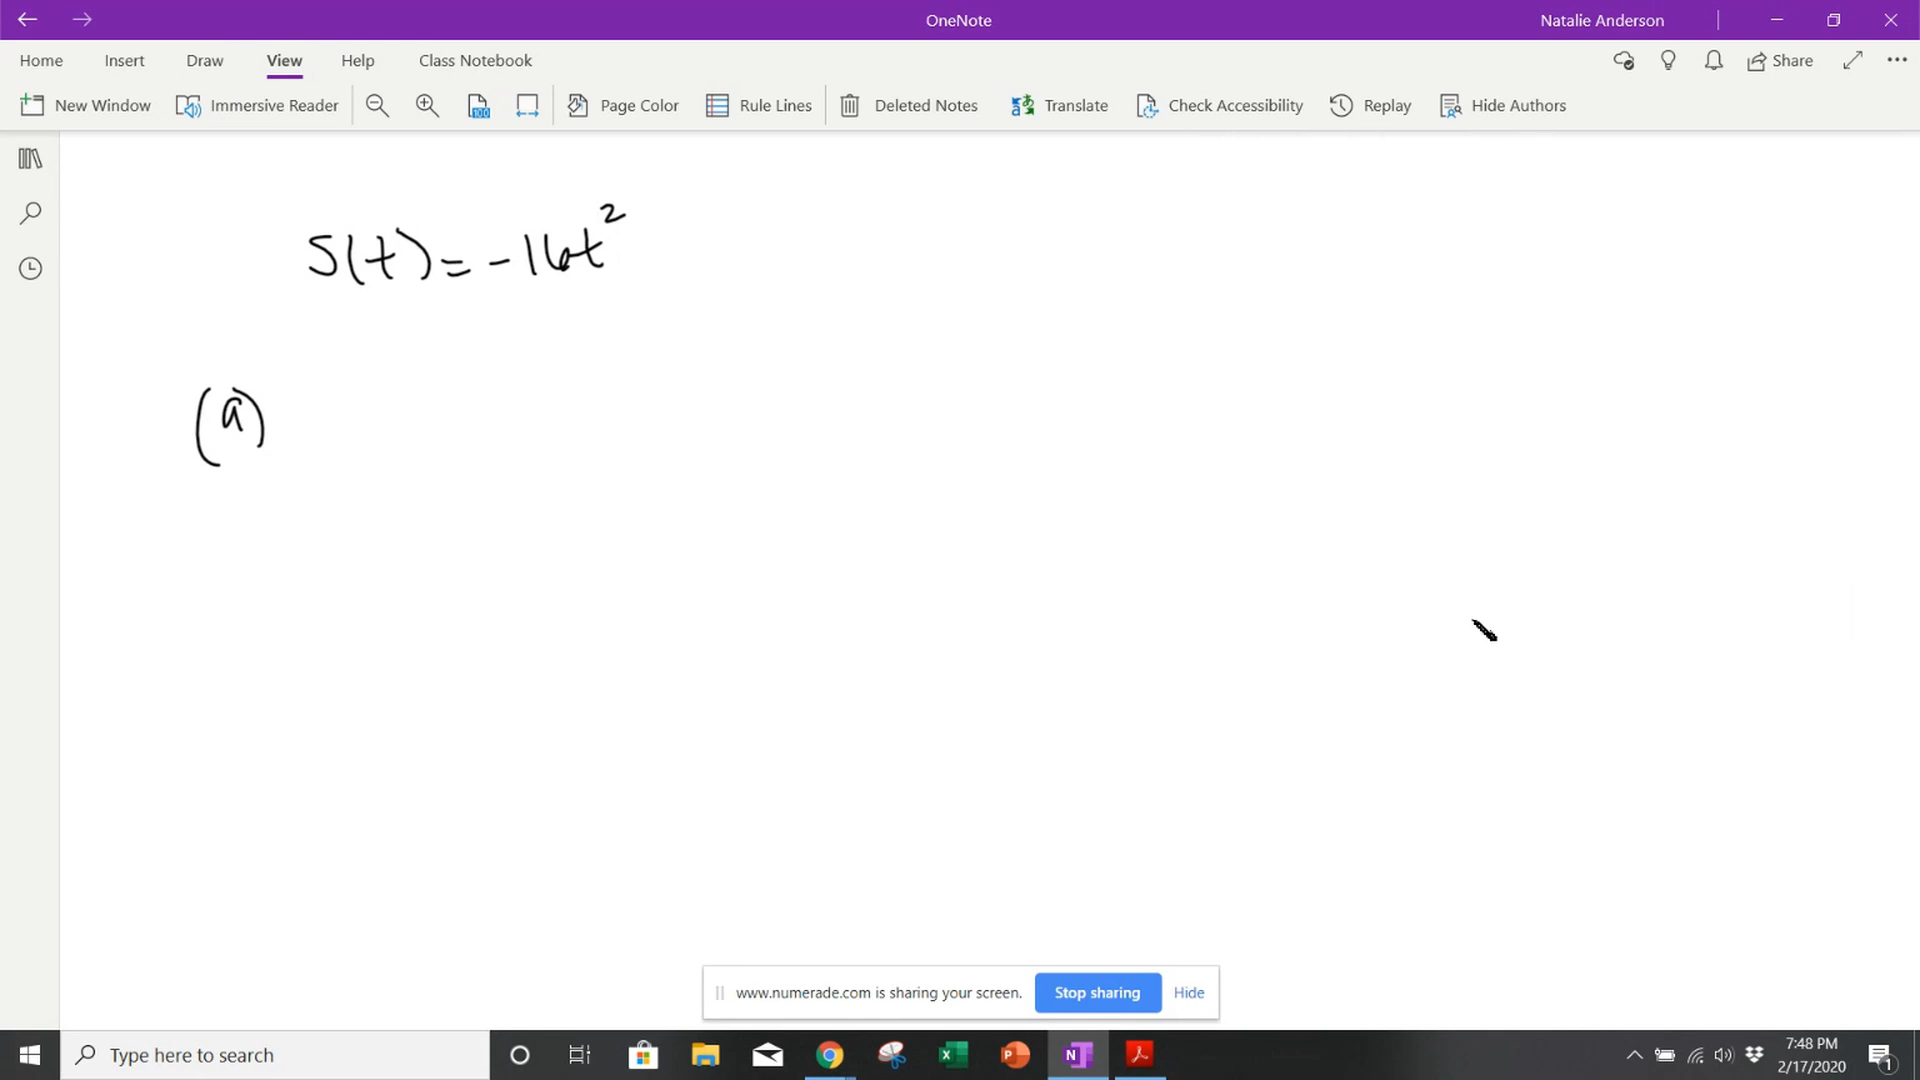 OneNote
Natalie Anderson
Home Insert Draw View Help Class Notebook Share
New Window Immersive Reader 100 Page Color Rule Lines Deleted Notes Translate Check Accessibility Replay Hide Authors
S(t) = -16t²
(a)
www.numerade.com is sharing your screen. Stop sharing Hide
Type here to search
7:48 PM
2/17/2020
1